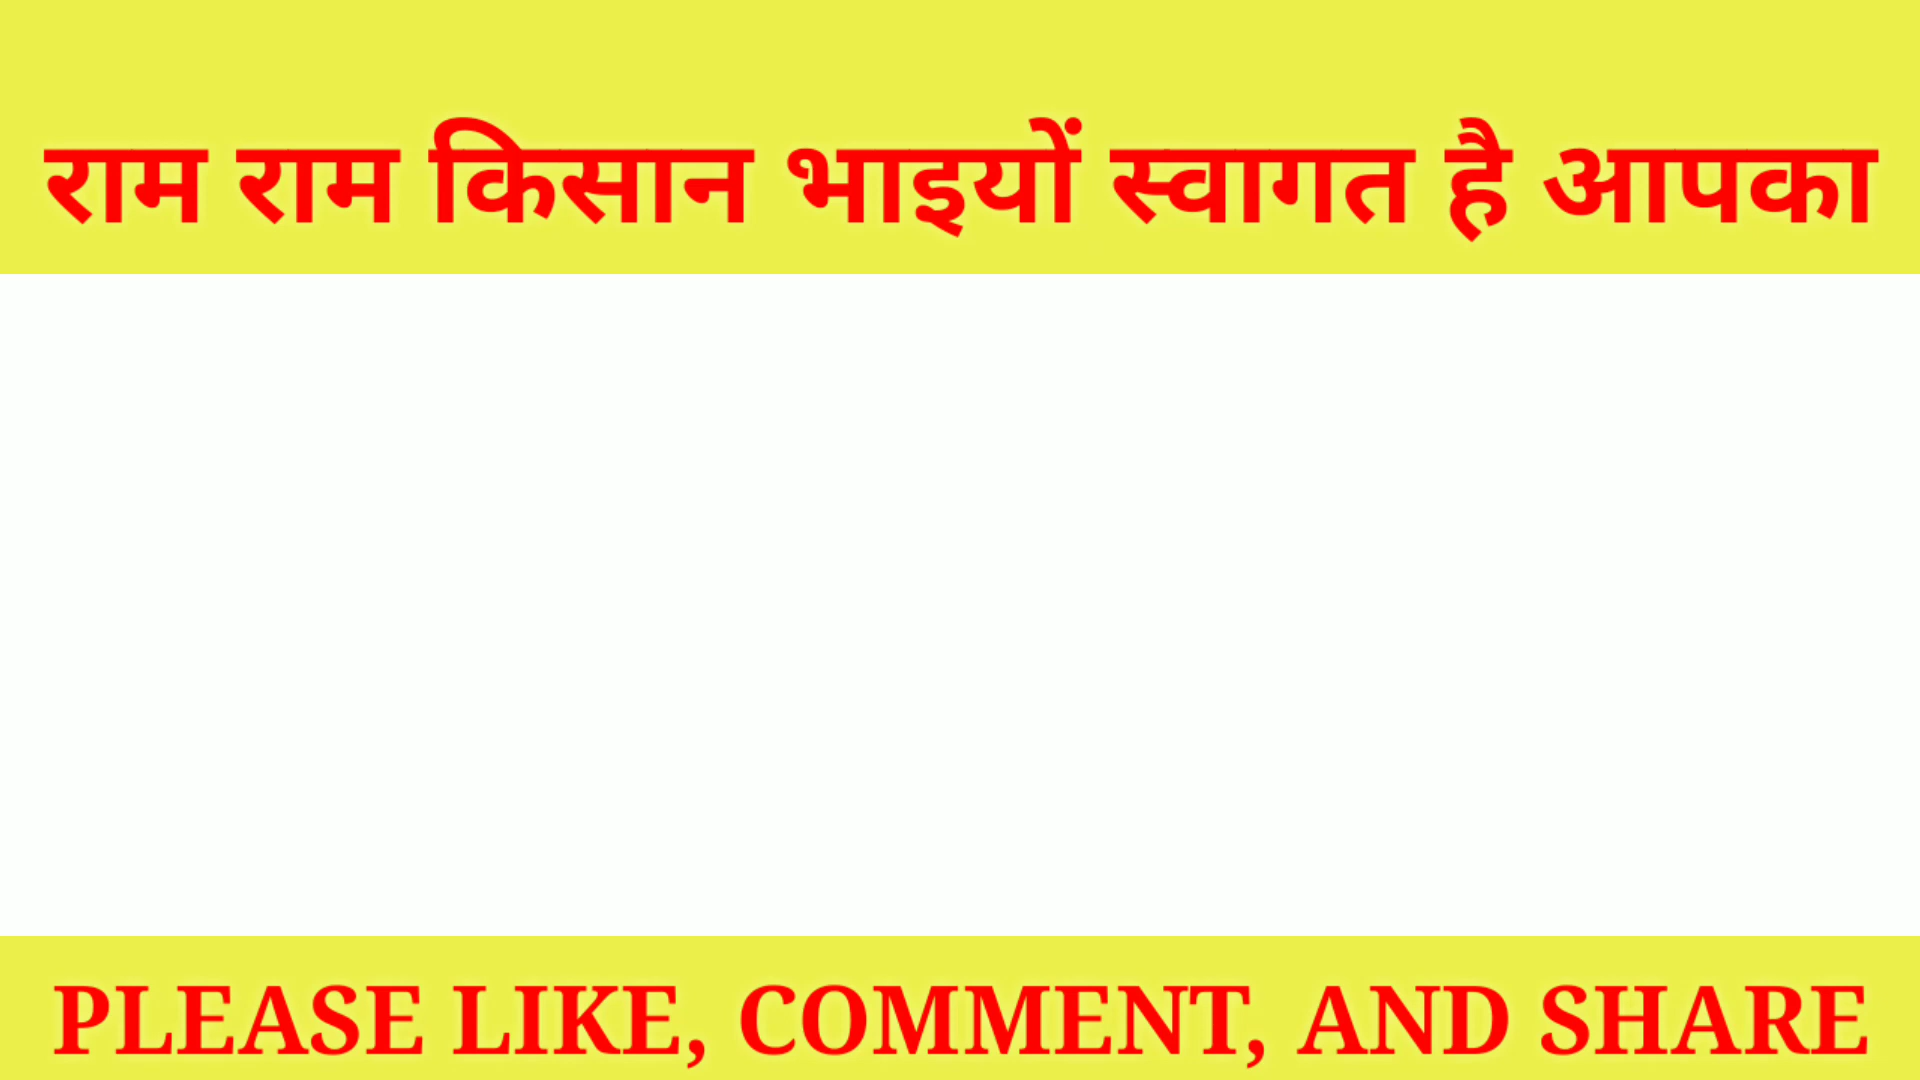 राम राम किसान भाइयों स्वागत है आपका
PLEASE LIKE, COMMENT, AND SHARE